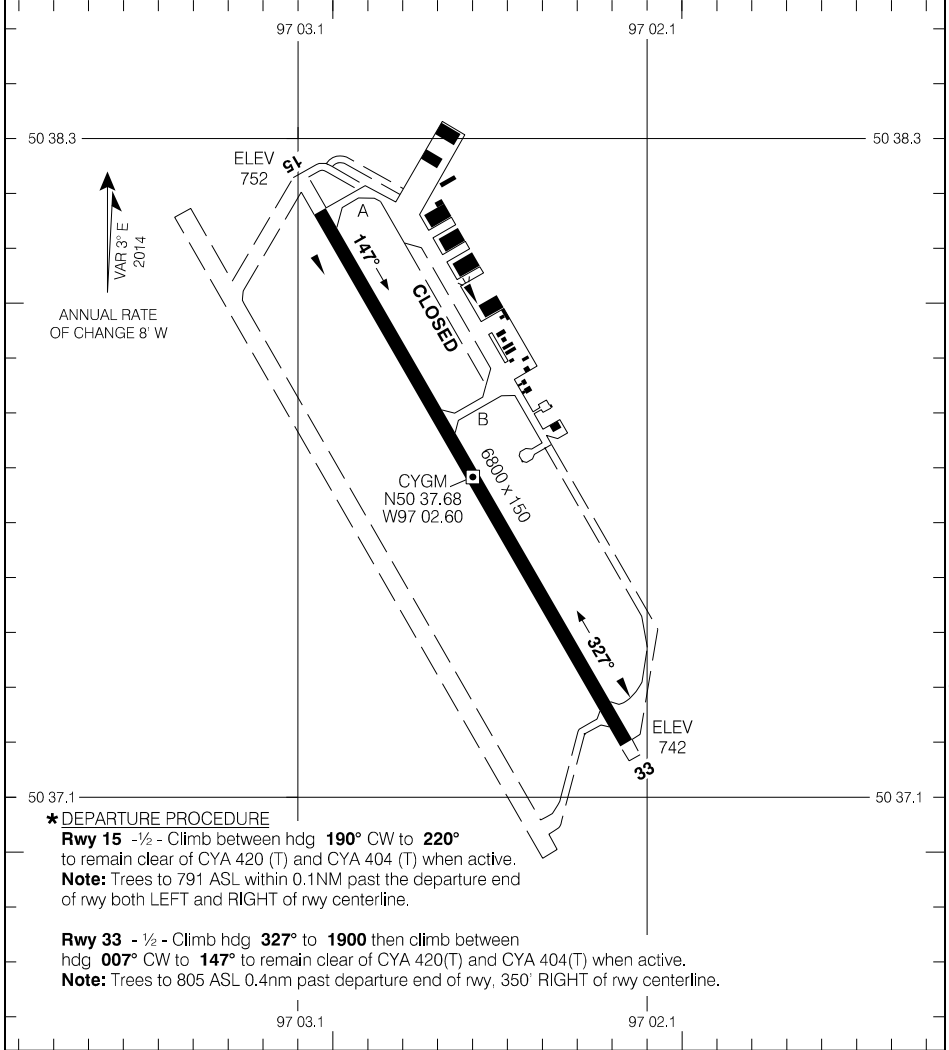 97 03.1
97 02.1
50 38.3
50 38.3
ELEV
752
15
VAR 3° E
2014
ANNUAL RATE
OF CHANGE 8' W
A
147°
CLOSED
B
6800 x 150
CYGM
N50 37.68
W97 02.60
327°
ELEV
742
33
50 37.1
50 37.1
* DEPARTURE PROCEDURE
Rwy 15 -½ - Climb between hdg 190° CW to 220°
to remain clear of CYA 420 (T) and CYA 404 (T) when active.
Note: Trees to 791 ASL within 0.1NM past the departure end
of rwy both LEFT and RIGHT of rwy centerline.
Rwy 33 - ½ - Climb hdg 327° to 1900 then climb between
hdg 007° CW to 147° to remain clear of CYA 420(T) and CYA 404(T) when active.
Note: Trees to 805 ASL 0.4nm past departure end of rwy, 350' RIGHT of rwy centerline.
97 03.1
97 02.1